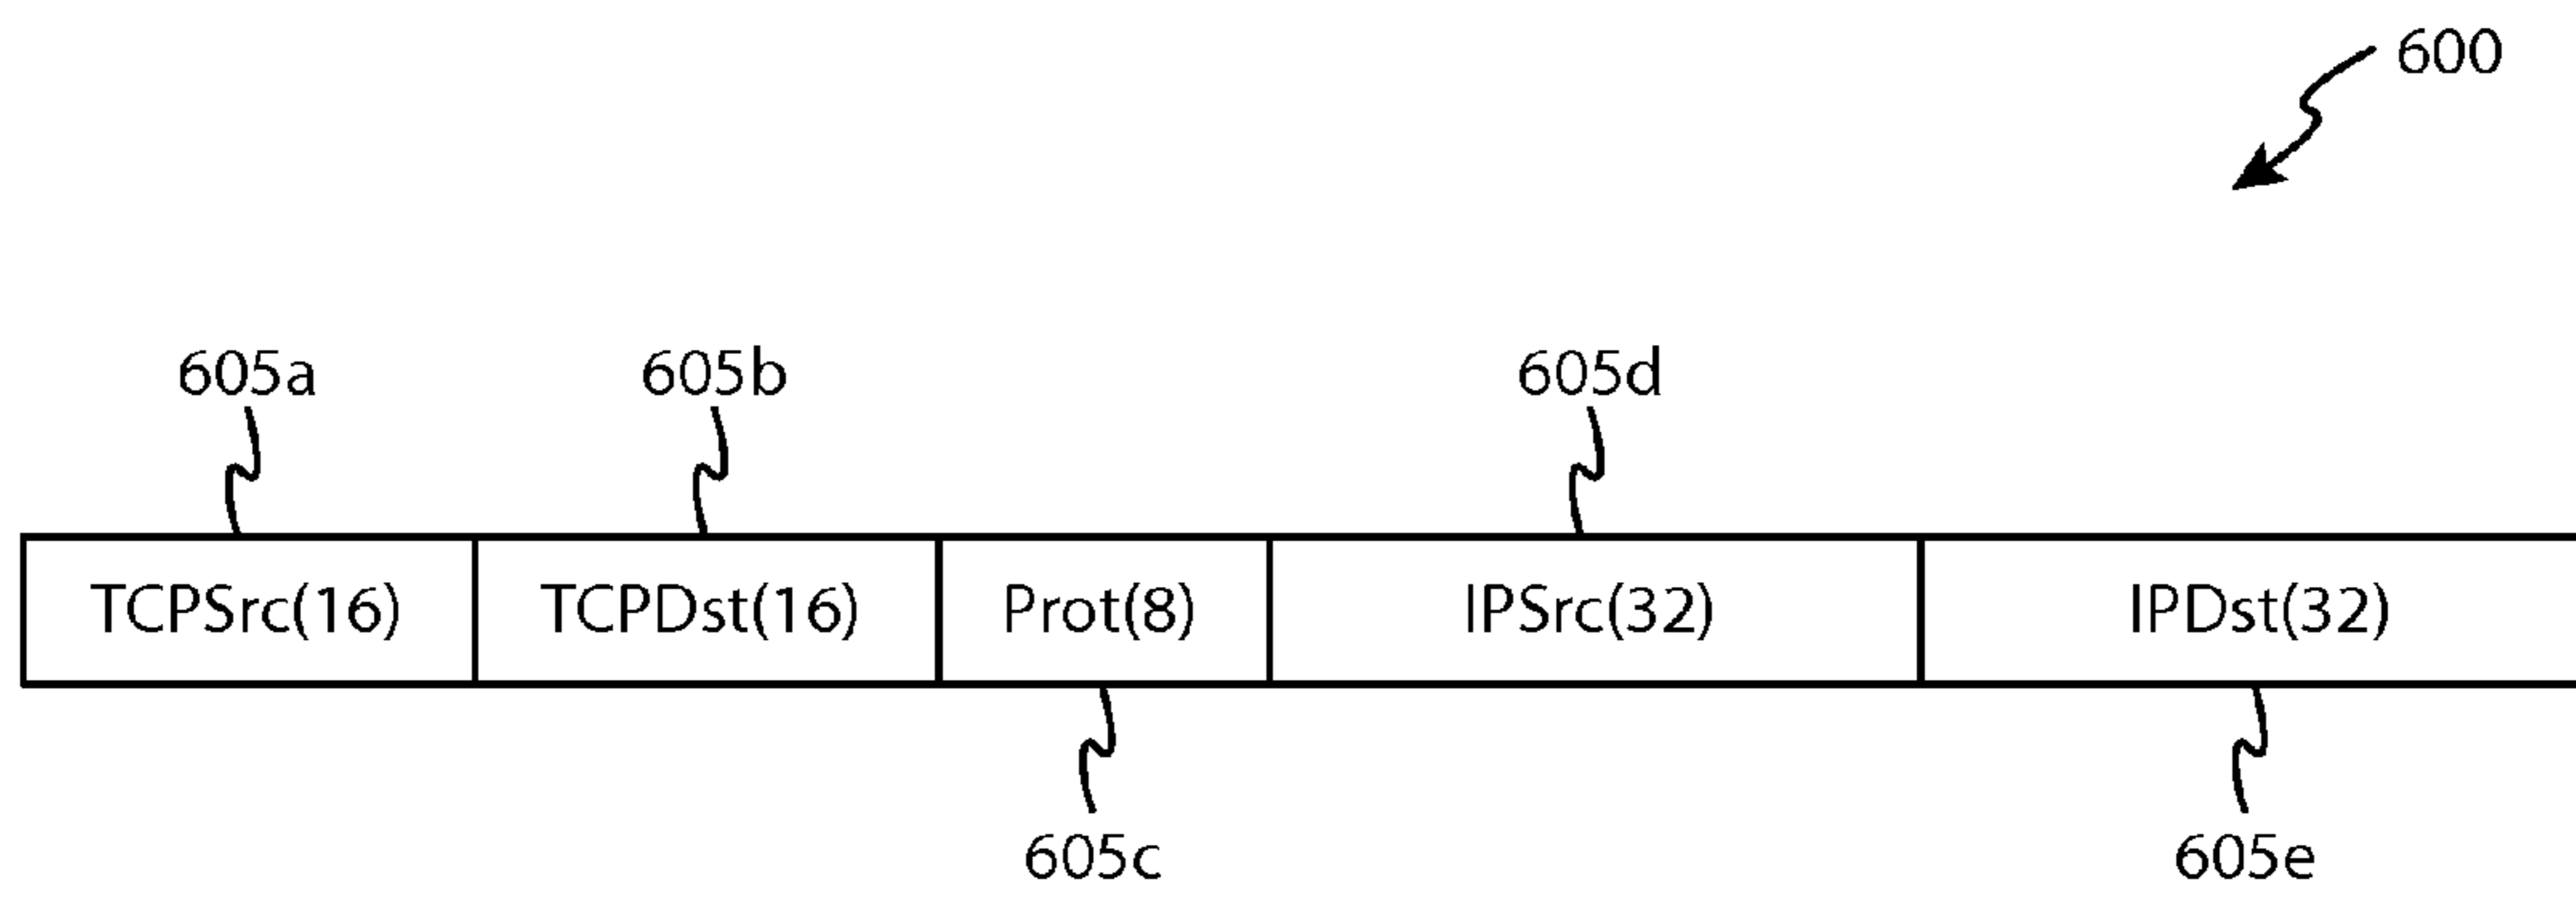 600
605a 605b 605d
TCPSrc(16) TCPDst(16) Prot(8) IPSrc(32) IPDst(32)
605c 605e